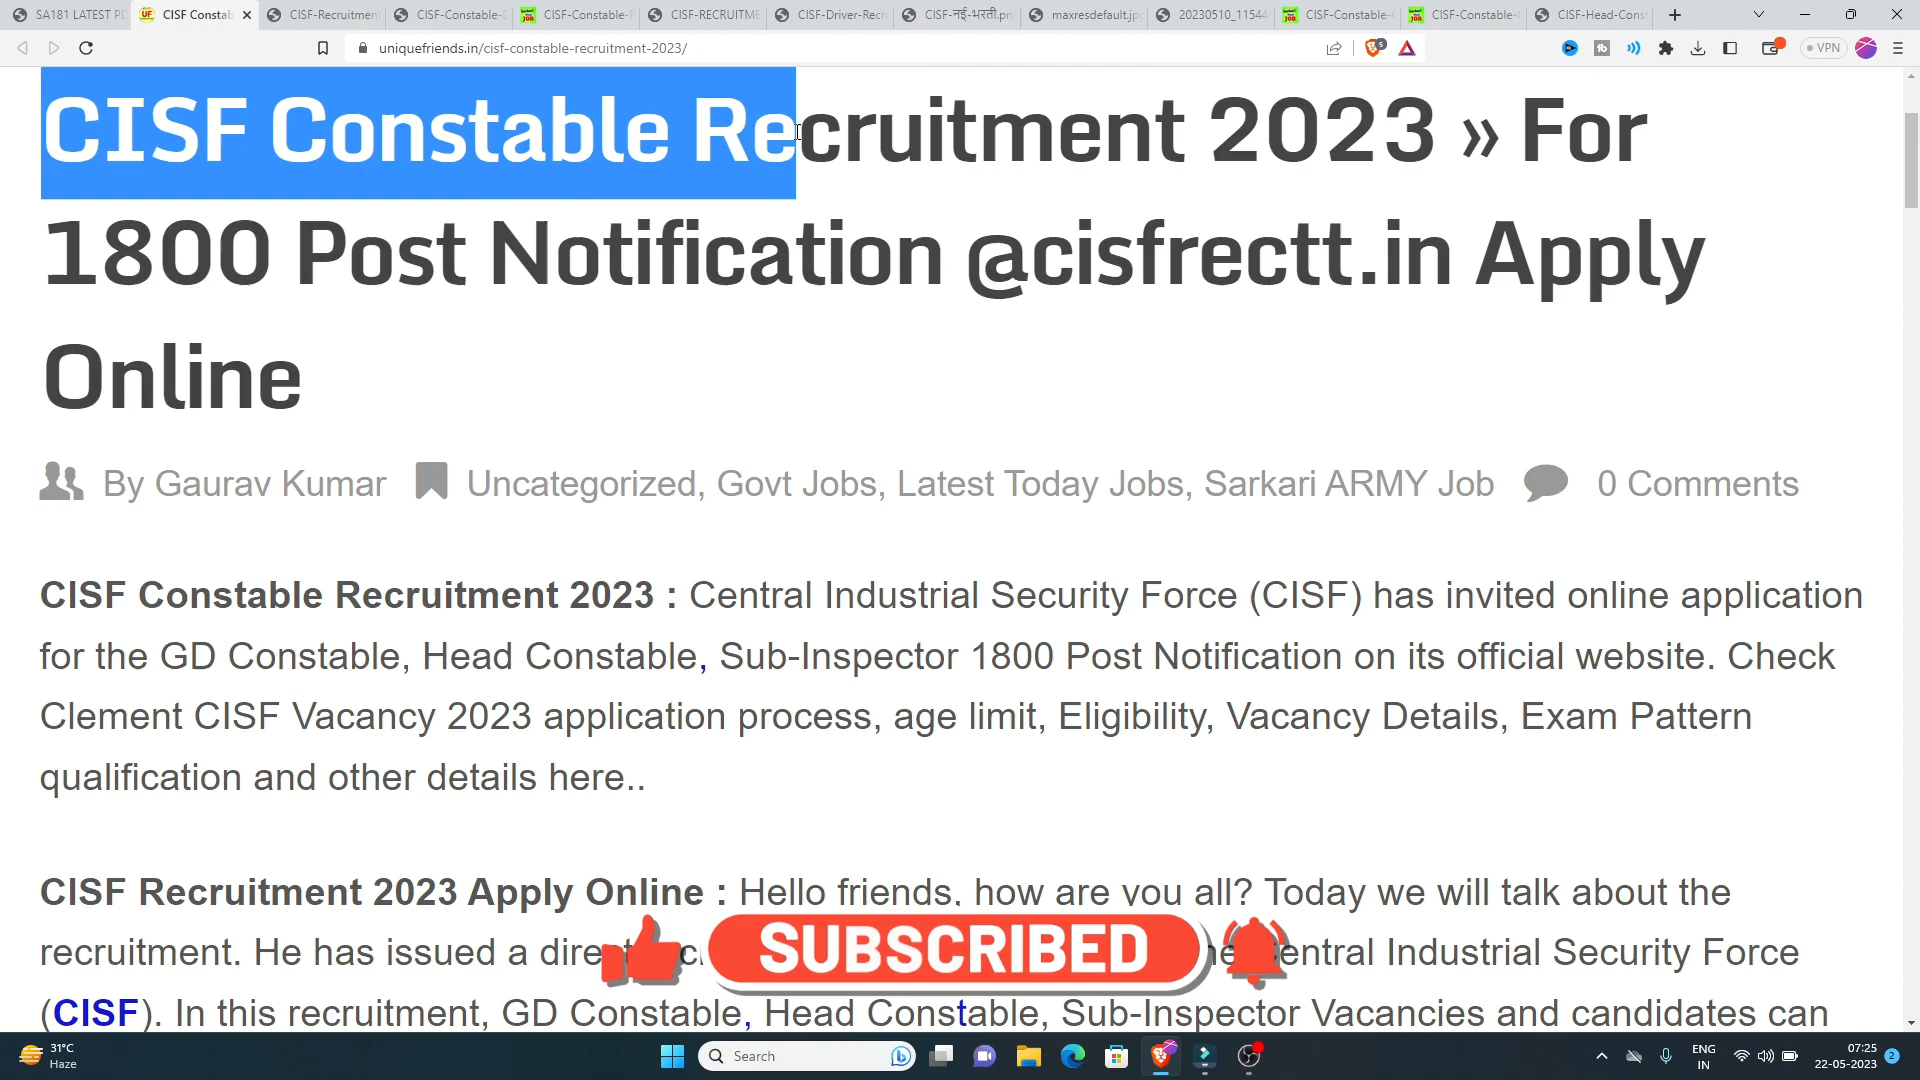 SA181 LATEST PD
CISF Constab
CISF-Recruitment
CISF-Constable-D
CISF-Constable-F
CISF-RECRUITME
CISF-Driver-Recr
CISF-नई-भरती.pn
maxresdefault.jpg
20230510_11544
CISF-Constable-C
CISF-Constable-C
CISF-Head-Const
uniquefriends.in/cisf-constable-recruitment-2023/
VPN
CISF Constable Recruitment 2023 » For
1800 Post Notification @cisfrectt.in Apply
Online
By Gaurav Kumar Uncategorized, Govt Jobs, Latest Today Jobs, Sarkari ARMY Job 0 Comments
CISF Constable Recruitment 2023 : Central Industrial Security Force (CISF) has invited online application
for the GD Constable, Head Constable, Sub-Inspector 1800 Post Notification on its official website. Check
Clement CISF Vacancy 2023 application process, age limit, Eligibility, Vacancy Details, Exam Pattern
qualification and other details here..
CISF Recruitment 2023 Apply Online : Hello friends, how are you all? Today we will talk about the
recruitment. He has issued a direct Central Industrial Security Force
SUBSCRIBED
(CISF). In this recruitment, GD Constable, Head Constable, Sub-Inspector Vacancies and candidates can
31°C
Haze
Search
ENG
IN
07:25
22-05-2023
2